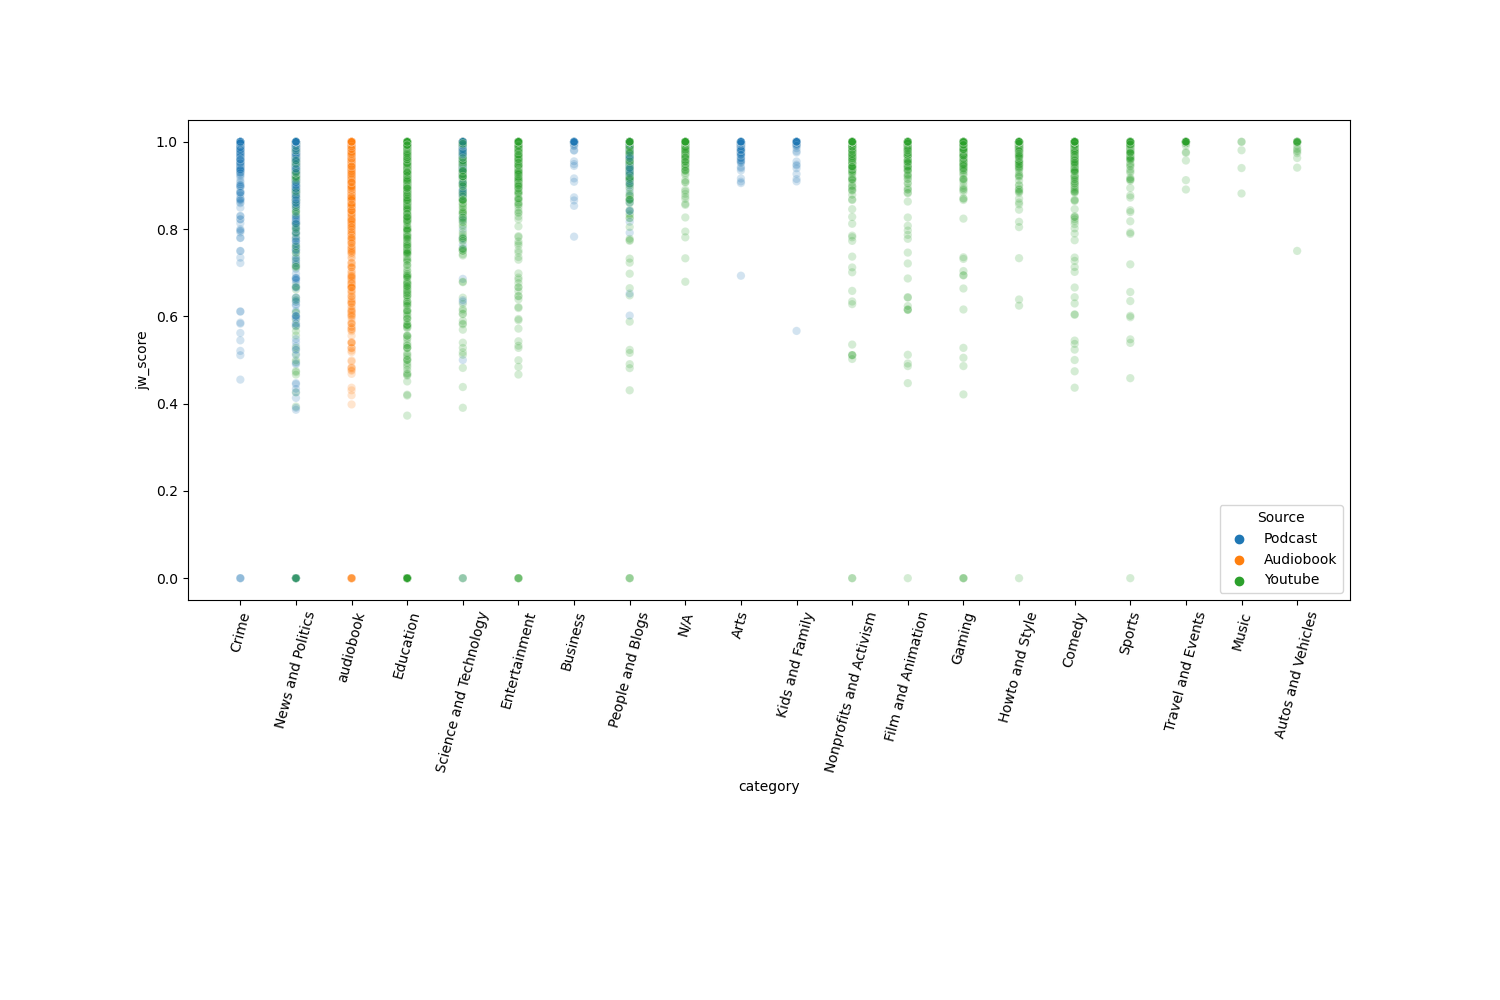 jw_score
1.0
0.8
0.6
0.4
0.2
0.0
Source
Podcast
Audiobook
Youtube
Crime
News and Politics
audiobook
Education
Science and Technology
Entertainment
Business
People and Blogs
N/A
Arts
Kids and Family
Nonprofits and Activism
Film and Animation
Gaming
Howto and Style
Comedy
Sports
Travel and Events
Music
Autos and Vehicles
category